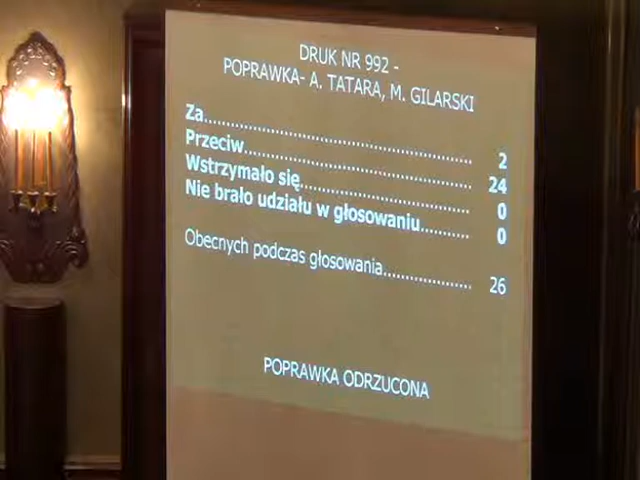 DRUK NR 992 -
POPRAWKA- A. TATARA, M. GILARSKI
Za................................................ 2
Przeciw........................................ 24
Wstrzymało się............................. 0
Nie brało udziału w głosowaniu......... 0
Obecnych podczas głosowania............... 26
POPRAWKA ODRZUCONA